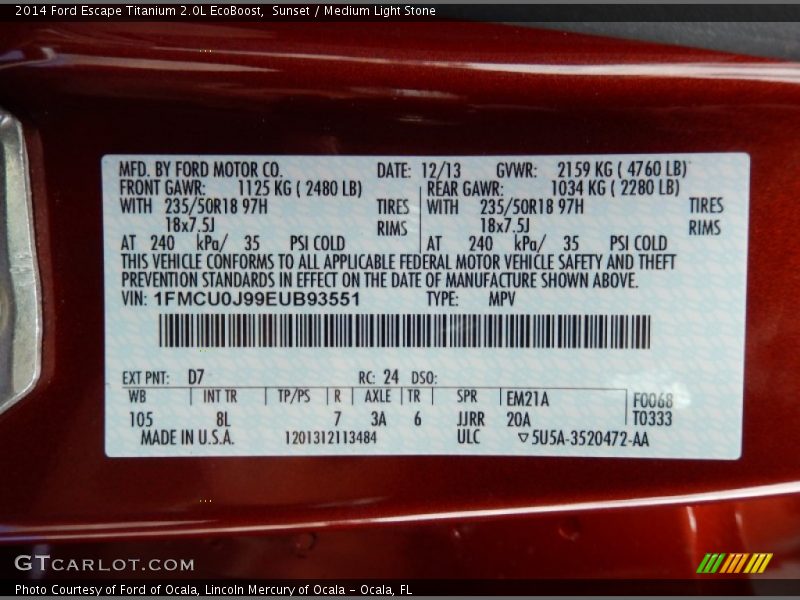 2014 Ford Escape Titanium 2.0L EcoBoost, Sunset / Medium Light Stone
MFD. BY FORD MOTOR CO. DATE: 12/13 GVWR: 2159 KG ( 4760 LB)
FRONT GAWR: 1125 KG ( 2480 LB) REAR GAWR: 1034 KG ( 2280 LB)
WITH 235/50R18 97H TIRES WITH 235/50R18 97H TIRES
18x7.5J RIMS 18x7.5J RIMS
AT 240 kPa/ 35 PSI COLD AT 240 kPa/ 35 PSI COLD
THIS VEHICLE CONFORMS TO ALL APPLICABLE FEDERAL MOTOR VEHICLE SAFETY AND THEFT
PREVENTION STANDARDS IN EFFECT ON THE DATE OF MANUFACTURE SHOWN ABOVE.
VIN: 1FMCU0J99EUB93551 TYPE: MPV
EXT PNT: D7 RC: 24 DSO:
WB INT TR TP/PS R AXLE TR SPR EM21A F0068
105 8L 7 3A 6 JJRR 20A T0333
MADE IN U.S.A. 1201312113484 ULC ▽5U5A-3520472-AA
GTCARLOT.COM
Photo Courtesy of Ford of Ocala, Lincoln Mercury of Ocala - Ocala, FL